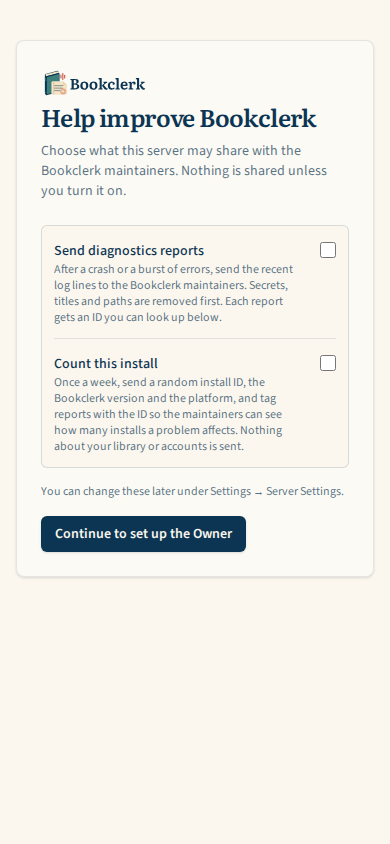 Bookclerk
Help improve Bookclerk
Choose what this server may share with the
Bookclerk maintainers. Nothing is shared unless
you turn it on.
Send diagnostics reports
After a crash or a burst of errors, send the recent
log lines to the Bookclerk maintainers. Secrets,
titles and paths are removed first. Each report
gets an ID you can look up below.
Count this install
Once a week, send a random install ID, the
Bookclerk version and the platform, and tag
reports with the ID so the maintainers can see
how many installs a problem affects. Nothing
about your library or accounts is sent.
You can change these later under Settings → Server Settings.
Continue to set up the Owner